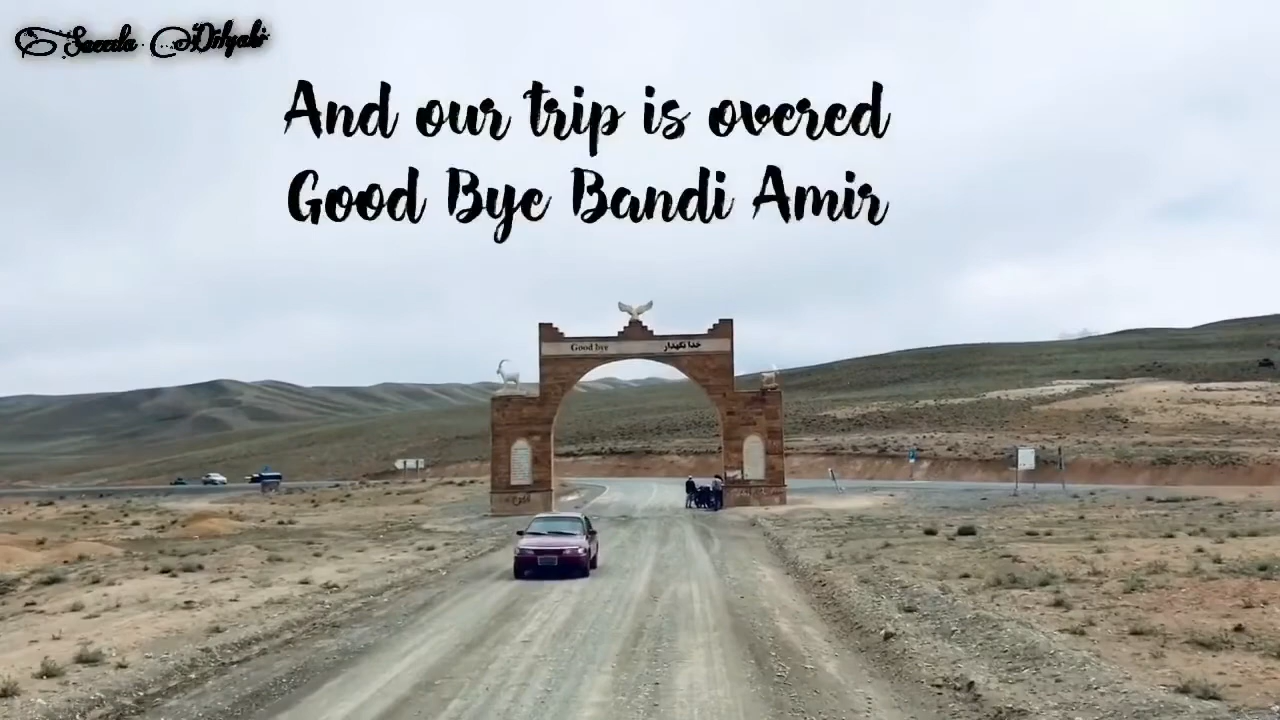 Saeeda Dilyabi
And our trip is overed
Good Bye Bandi Amir
Good bye خدا نگهدار